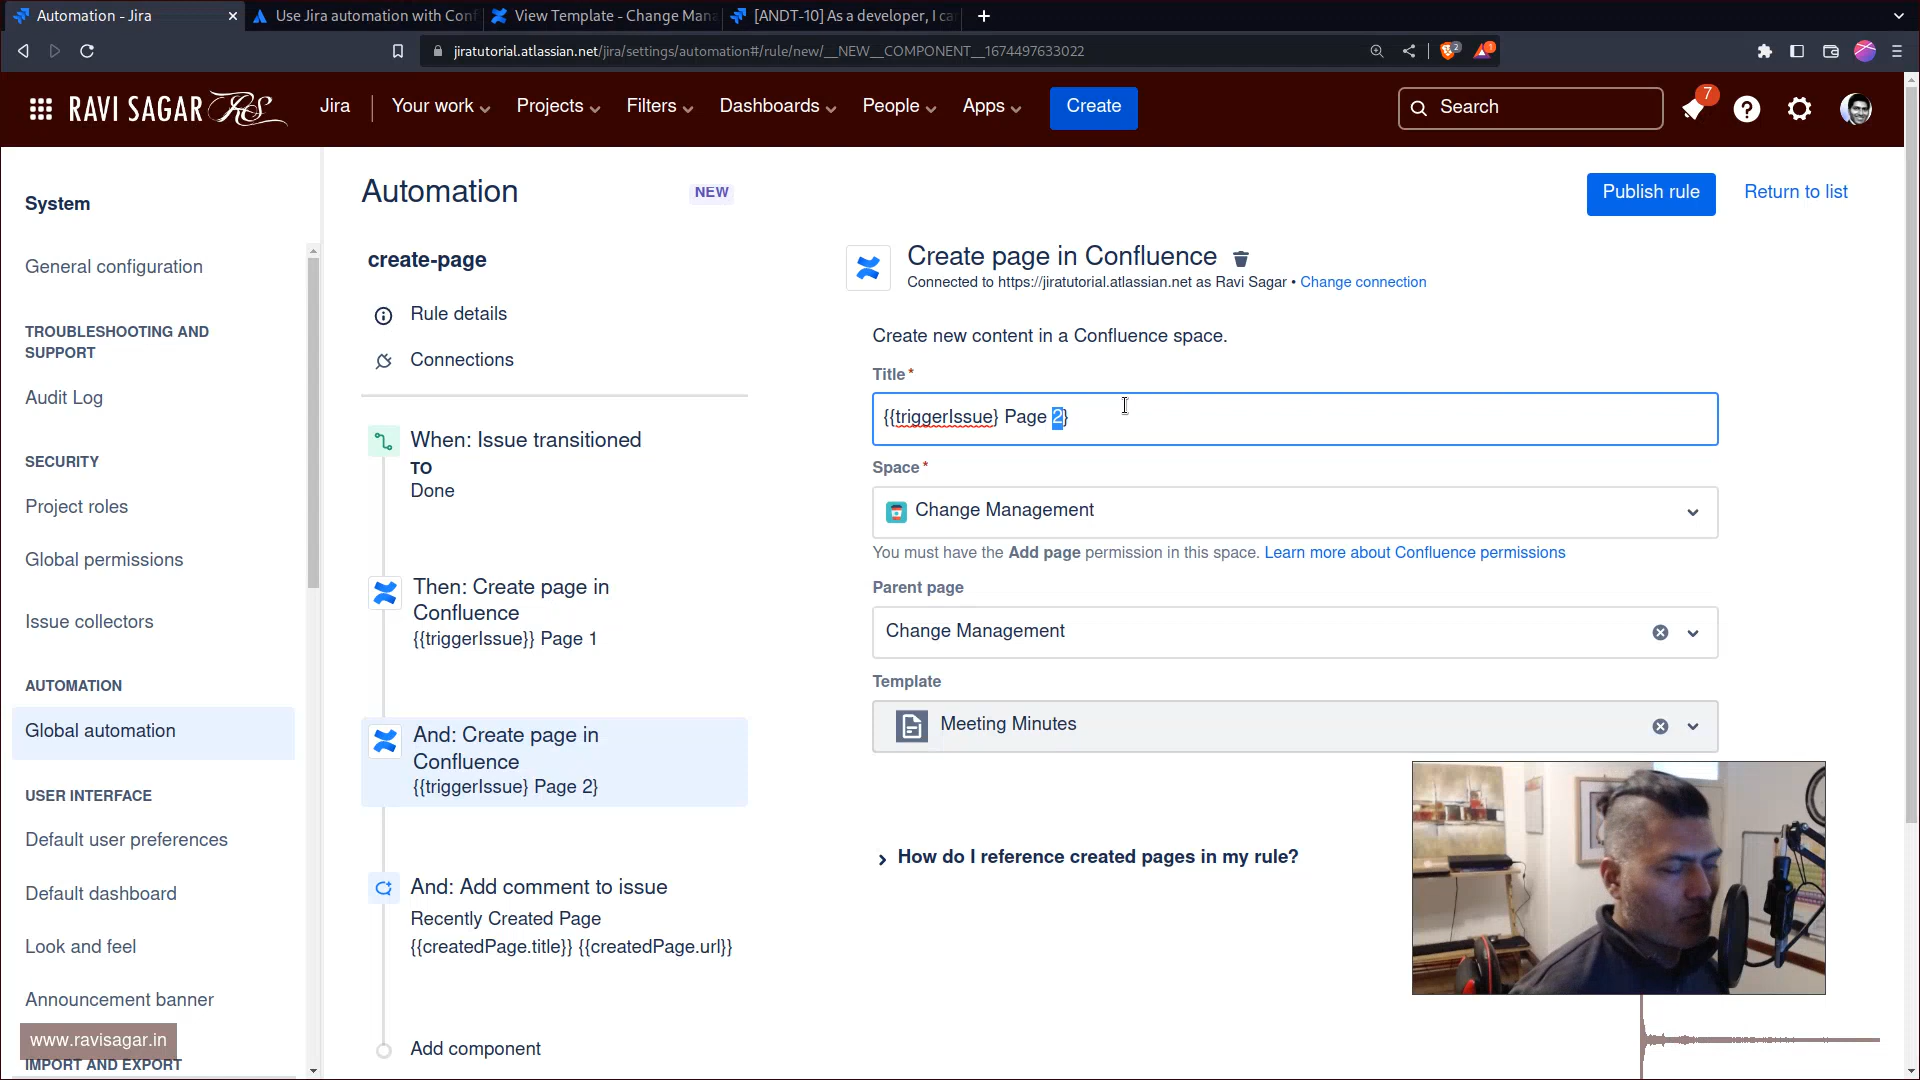 Automation - Jira
Use Jira automation with Conf
View Template - Change Mana
[ANDT-10] As a developer, I ca
jiratutorial.atlassian.net/jira/settings/automation#/rule/new/__NEW__COMPONENT__1674497633022
2
1
RAVI SAGAR RS
Jira
Your work
Projects
Filters
Dashboards
People
Apps
Create
Search
7
System
General configuration
TROUBLESHOOTING AND
SUPPORT
Audit Log
SECURITY
Project roles
Global permissions
Issue collectors
AUTOMATION
Global automation
USER INTERFACE
Default user preferences
Default dashboard
Look and feel
Announcement banner
www.ravisagar.in
IMPORT AND EXPORT
Automation
NEW
Publish rule
Return to list
create-page
Rule details
Connections
When: Issue transitioned
TO
Done
Then: Create page in
Confluence
{{triggerIssue}} Page 1
And: Create page in
Confluence
{{triggerIssue} Page 2}
And: Add comment to issue
Recently Created Page
{{createdPage.title}} {{createdPage.url}}
Add component
Create page in Confluence
Connected to https://jiratutorial.atlassian.net as Ravi Sagar • Change connection
Create new content in a Confluence space.
Title*
{{triggerIssue} Page 2}
Space*
Change Management
You must have the Add page permission in this space. Learn more about Confluence permissions
Parent page
Change Management
Template
Meeting Minutes
How do I reference created pages in my rule?